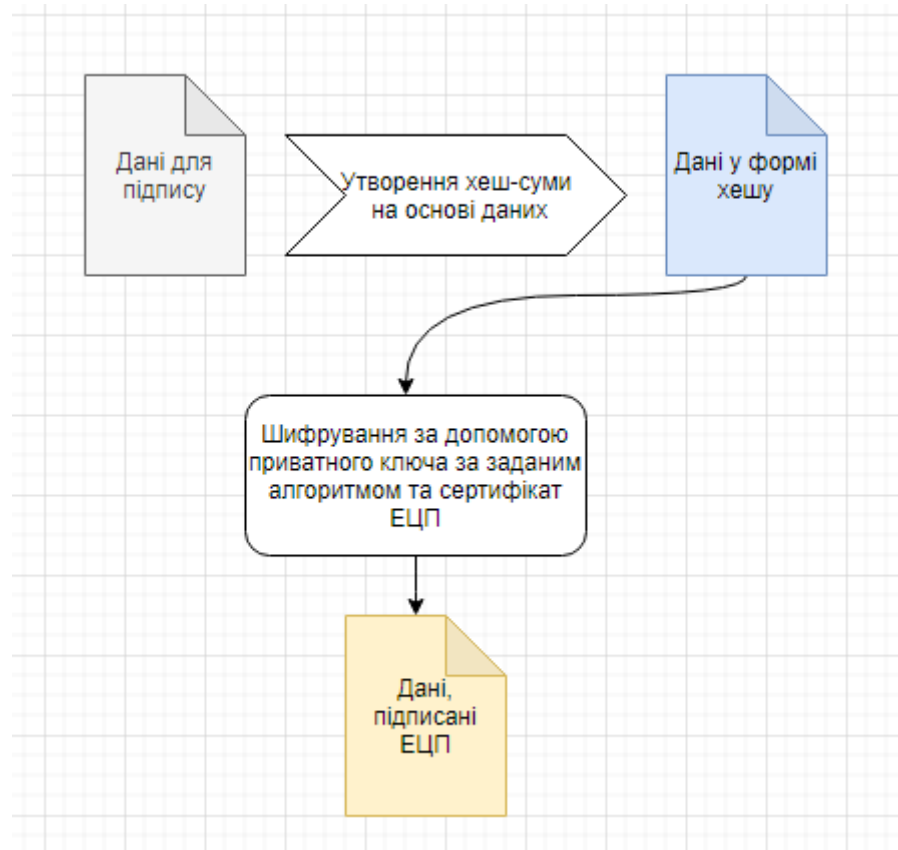 Дані для
підпису
Утворення хеш-суми
на основі даних
Дані у формі
хешу
Шифрування за допомогою
приватного ключа за заданим
алгоритмом та сертифікат
ЕЦП
Дані,
підписані
ЕЦП